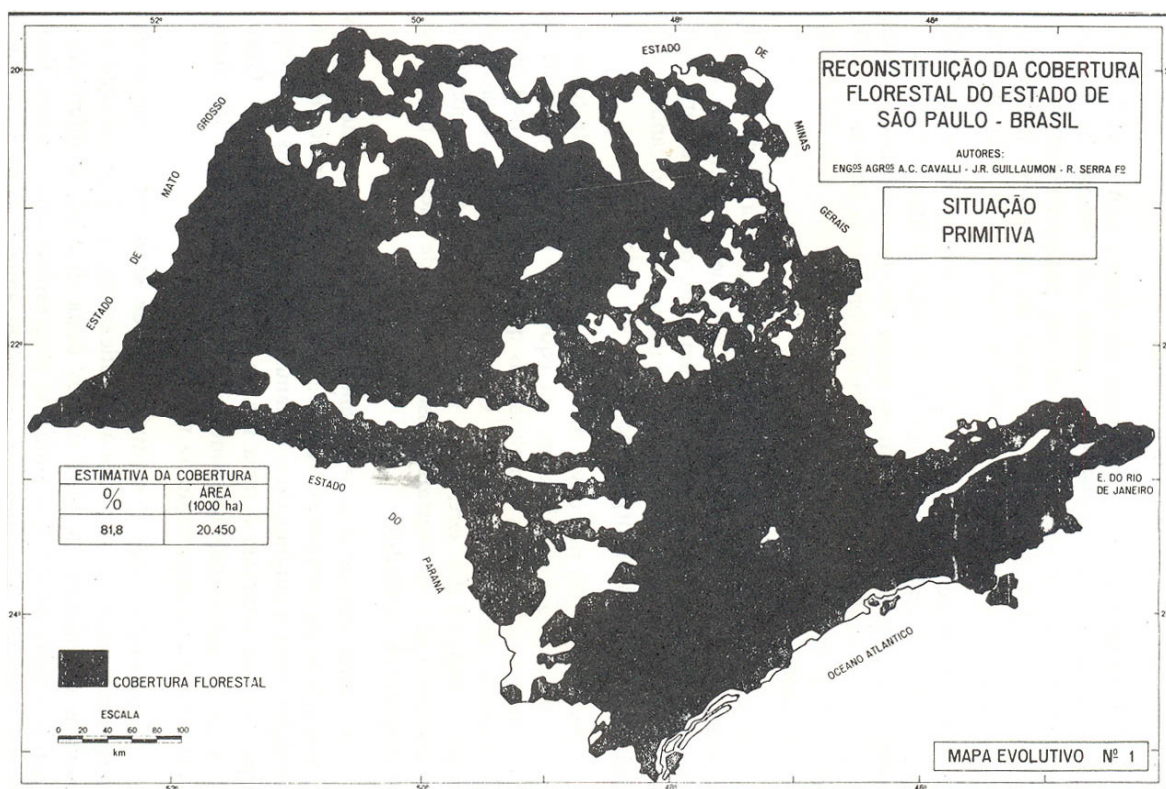 52º 50º 48º 46º
ESTADO DE MINAS GERAIS
RECONSTITUIÇÃO DA COBERTURA
FLORESTAL DO ESTADO DE
SÃO PAULO - BRASIL
AUTORES:
ENGºˢ AGRºˢ A.C. CAVALLI - J.R. GUILLAUMON - R. SERRA Fº
SITUAÇÃO
PRIMITIVA
20º
ESTADO DE MATO GROSSO
22º
ESTIMATIVA DA COBERTURA
% ÁREA
(1000 ha)
81,8 20.450
ESTADO DO PARANÁ
E. DO RIO
DE JANEIRO
24º
OCEANO ATLÂNTICO
COBERTURA FLORESTAL
ESCALA
0 20 40 60 80 100
km
MAPA EVOLUTIVO Nº 1